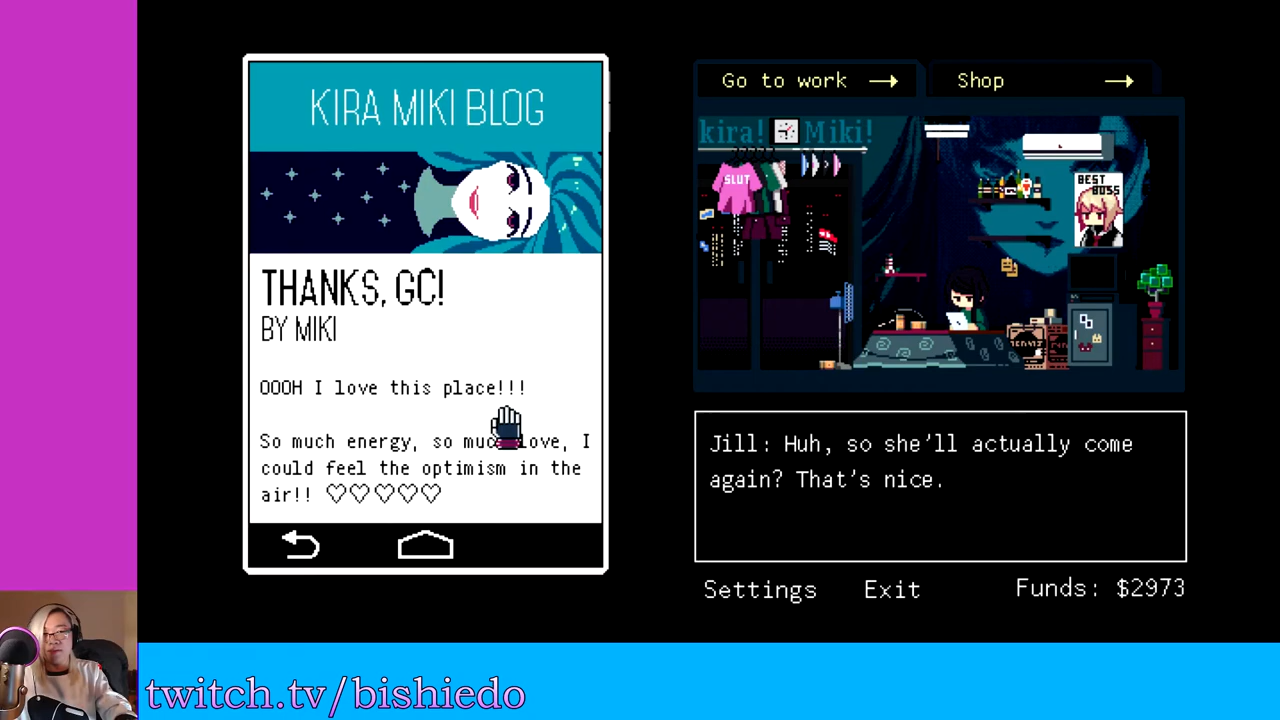 KIRA MIKI BLOG
THANKS, GC!
BY MIKI
OOOH I love this place!!!
So much energy, so much love, I
could feel the optimism in the
air!! ♡♡♡♡♡
Go to work →
Shop →
kira! Miki!
SLUT
BEST
BOSS
Jill: Huh, so she'll actually come
again? That's nice.
Settings
Exit
Funds: $2973
twitch.tv/bishiedo